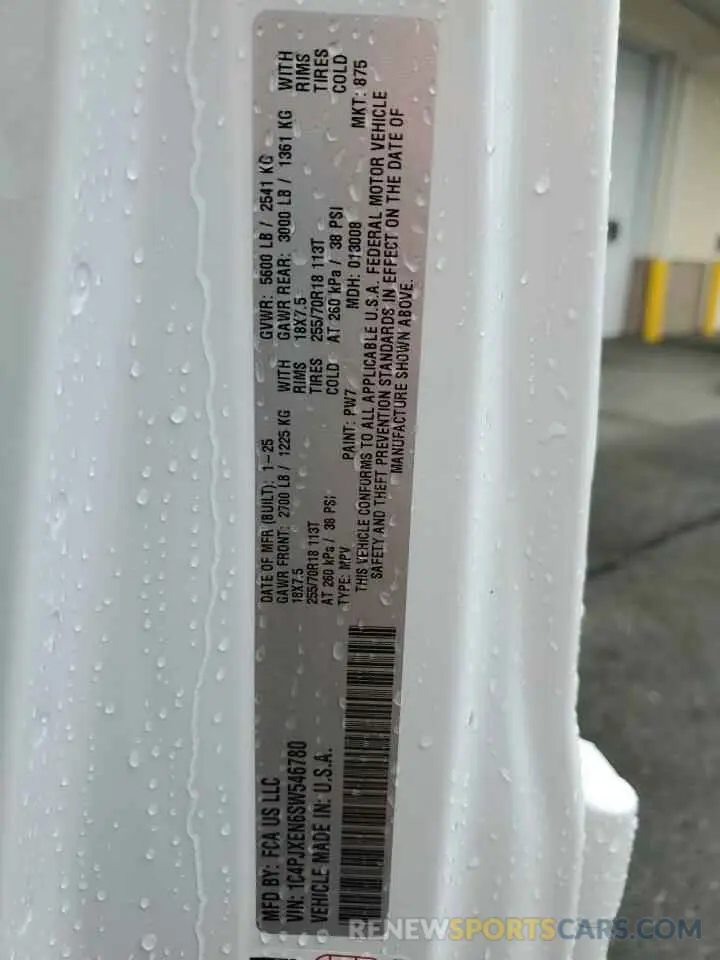 MFD BY: FCA US LLC
DATE OF MFR (BUILT): 1-25
GVWR: 5600 LB / 2541 KG
GAWR FRONT: 2700 LB / 1225 KG WITH
18X7.5 RIMS
255/70R18 113T TIRES
AT 260 kPa / 38 PSI COLD
GAWR REAR: 3000 LB / 1361 KG WITH
18X7.5 RIMS
255/70R18 113T TIRES
AT 260 kPa / 38 PSI COLD
VIN: 1C4PJXEN6SW546780
TYPE: MPV PAINT: PW7 MDH: 013008 MKT: 875
VEHICLE MADE IN: U.S.A.
THIS VEHICLE CONFORMS TO ALL APPLICABLE U.S.A. FEDERAL MOTOR VEHICLE
SAFETY AND THEFT PREVENTION STANDARDS IN EFFECT ON THE DATE OF
MANUFACTURE SHOWN ABOVE.
RENEWSPORTSCARS.COM